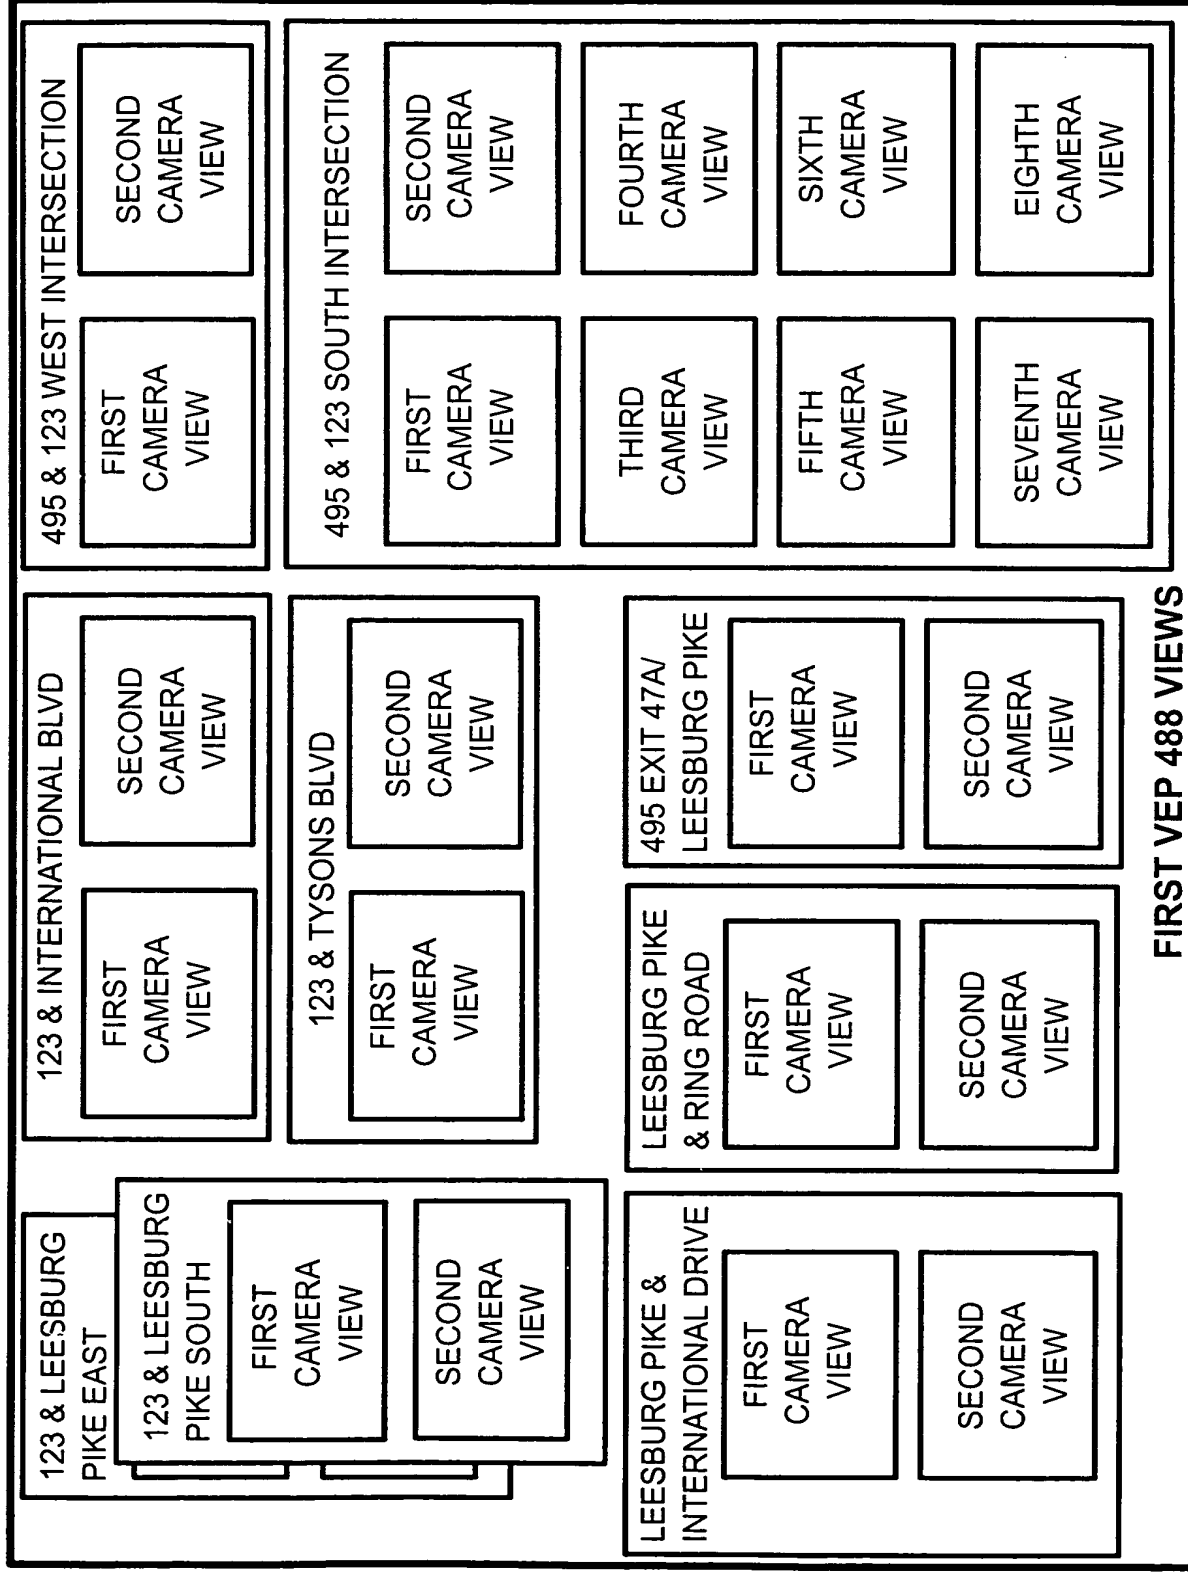 123 & LEESBURG
PIKE EAST
123 & LEESBURG
PIKE SOUTH
FIRST
CAMERA
VIEW
SECOND
CAMERA
VIEW
123 & INTERNATIONAL BLVD
FIRST
CAMERA
VIEW
SECOND
CAMERA
VIEW
495 & 123 WEST INTERSECTION
FIRST
CAMERA
VIEW
SECOND
CAMERA
VIEW
123 & TYSONS BLVD
FIRST
CAMERA
VIEW
SECOND
CAMERA
VIEW
495 & 123 SOUTH INTERSECTION
FIRST
CAMERA
VIEW
SECOND
CAMERA
VIEW
THIRD
CAMERA
VIEW
FOURTH
CAMERA
VIEW
FIFTH
CAMERA
VIEW
SIXTH
CAMERA
VIEW
SEVENTH
CAMERA
VIEW
EIGHTH
CAMERA
VIEW
LEESBURG PIKE &
INTERNATIONAL DRIVE
FIRST
CAMERA
VIEW
SECOND
CAMERA
VIEW
LEESBURG PIKE
& RING ROAD
FIRST
CAMERA
VIEW
SECOND
CAMERA
VIEW
495 EXIT 47A/
LEESBURG PIKE
FIRST
CAMERA
VIEW
SECOND
CAMERA
VIEW
FIRST VEP 488 VIEWS